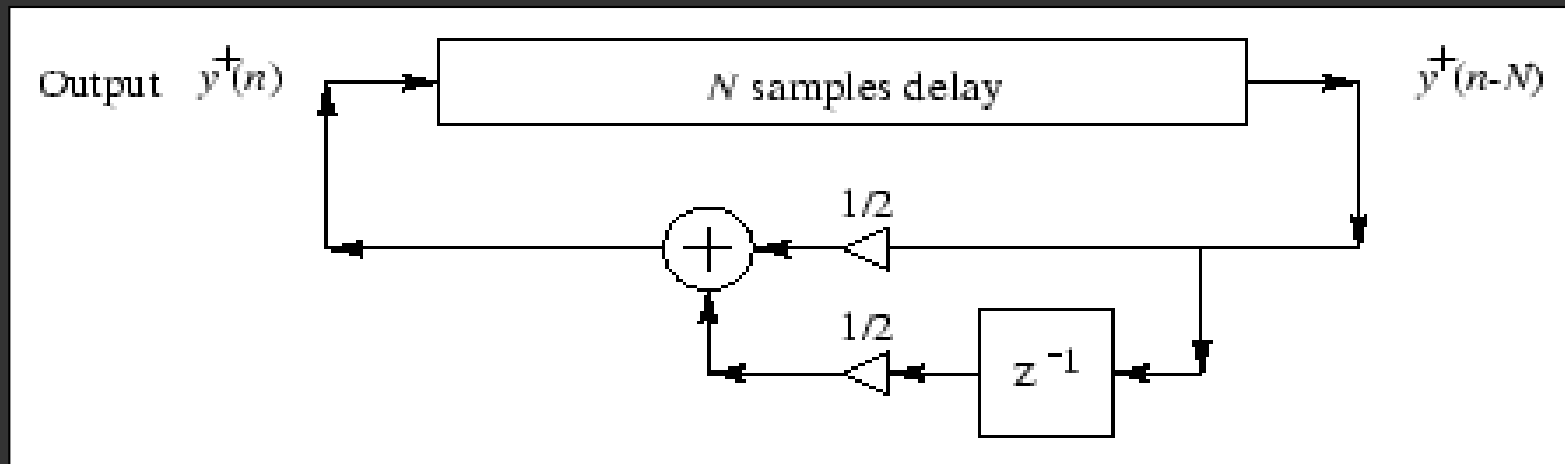 Output y⁺(n)
N samples delay
y⁺(n-N)
1/2
+
1/2
z⁻¹